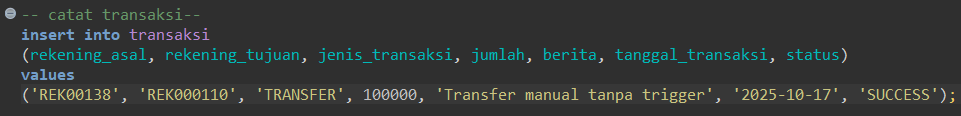 -- catat transaksi--
insert into transaksi
(rekening_asal, rekening_tujuan, jenis_transaksi, jumlah, berita, tanggal_transaksi, status)
values
('REK00138', 'REK000110', 'TRANSFER', 100000, 'Transfer manual tanpa trigger', '2025-10-17', 'SUCCESS');